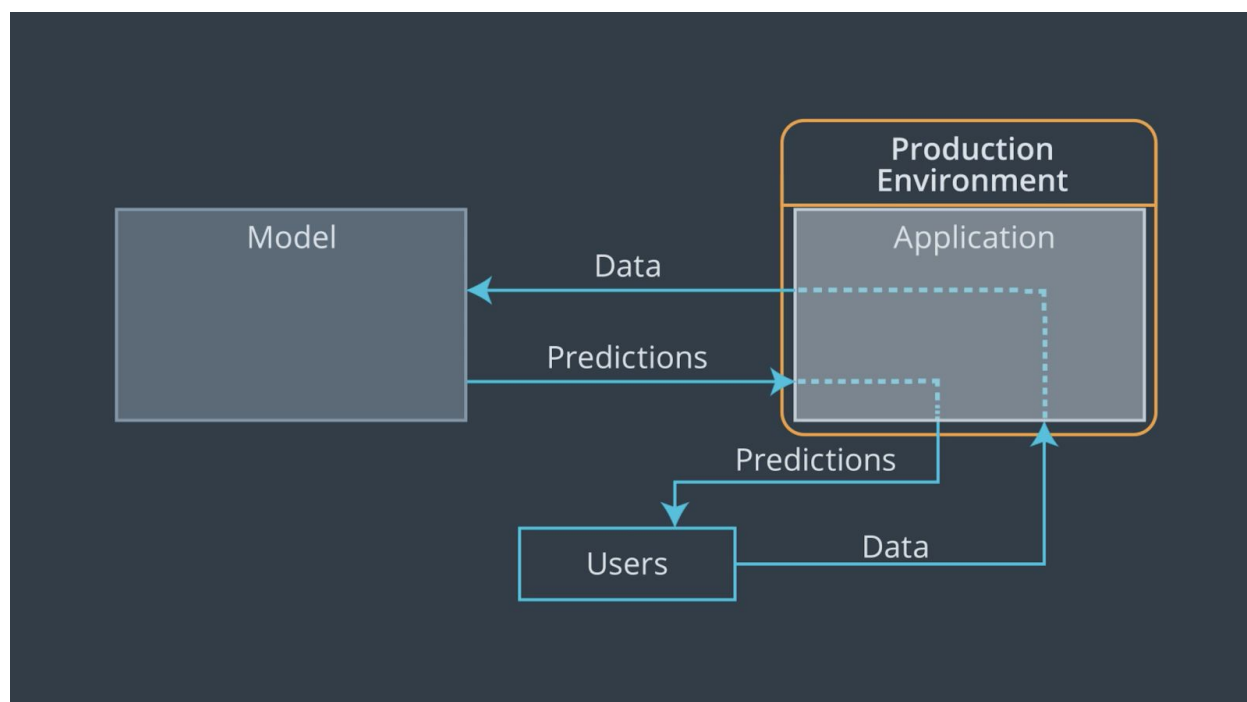 Production
Environment
Model
Application
Data
Predictions
Predictions
Users
Data